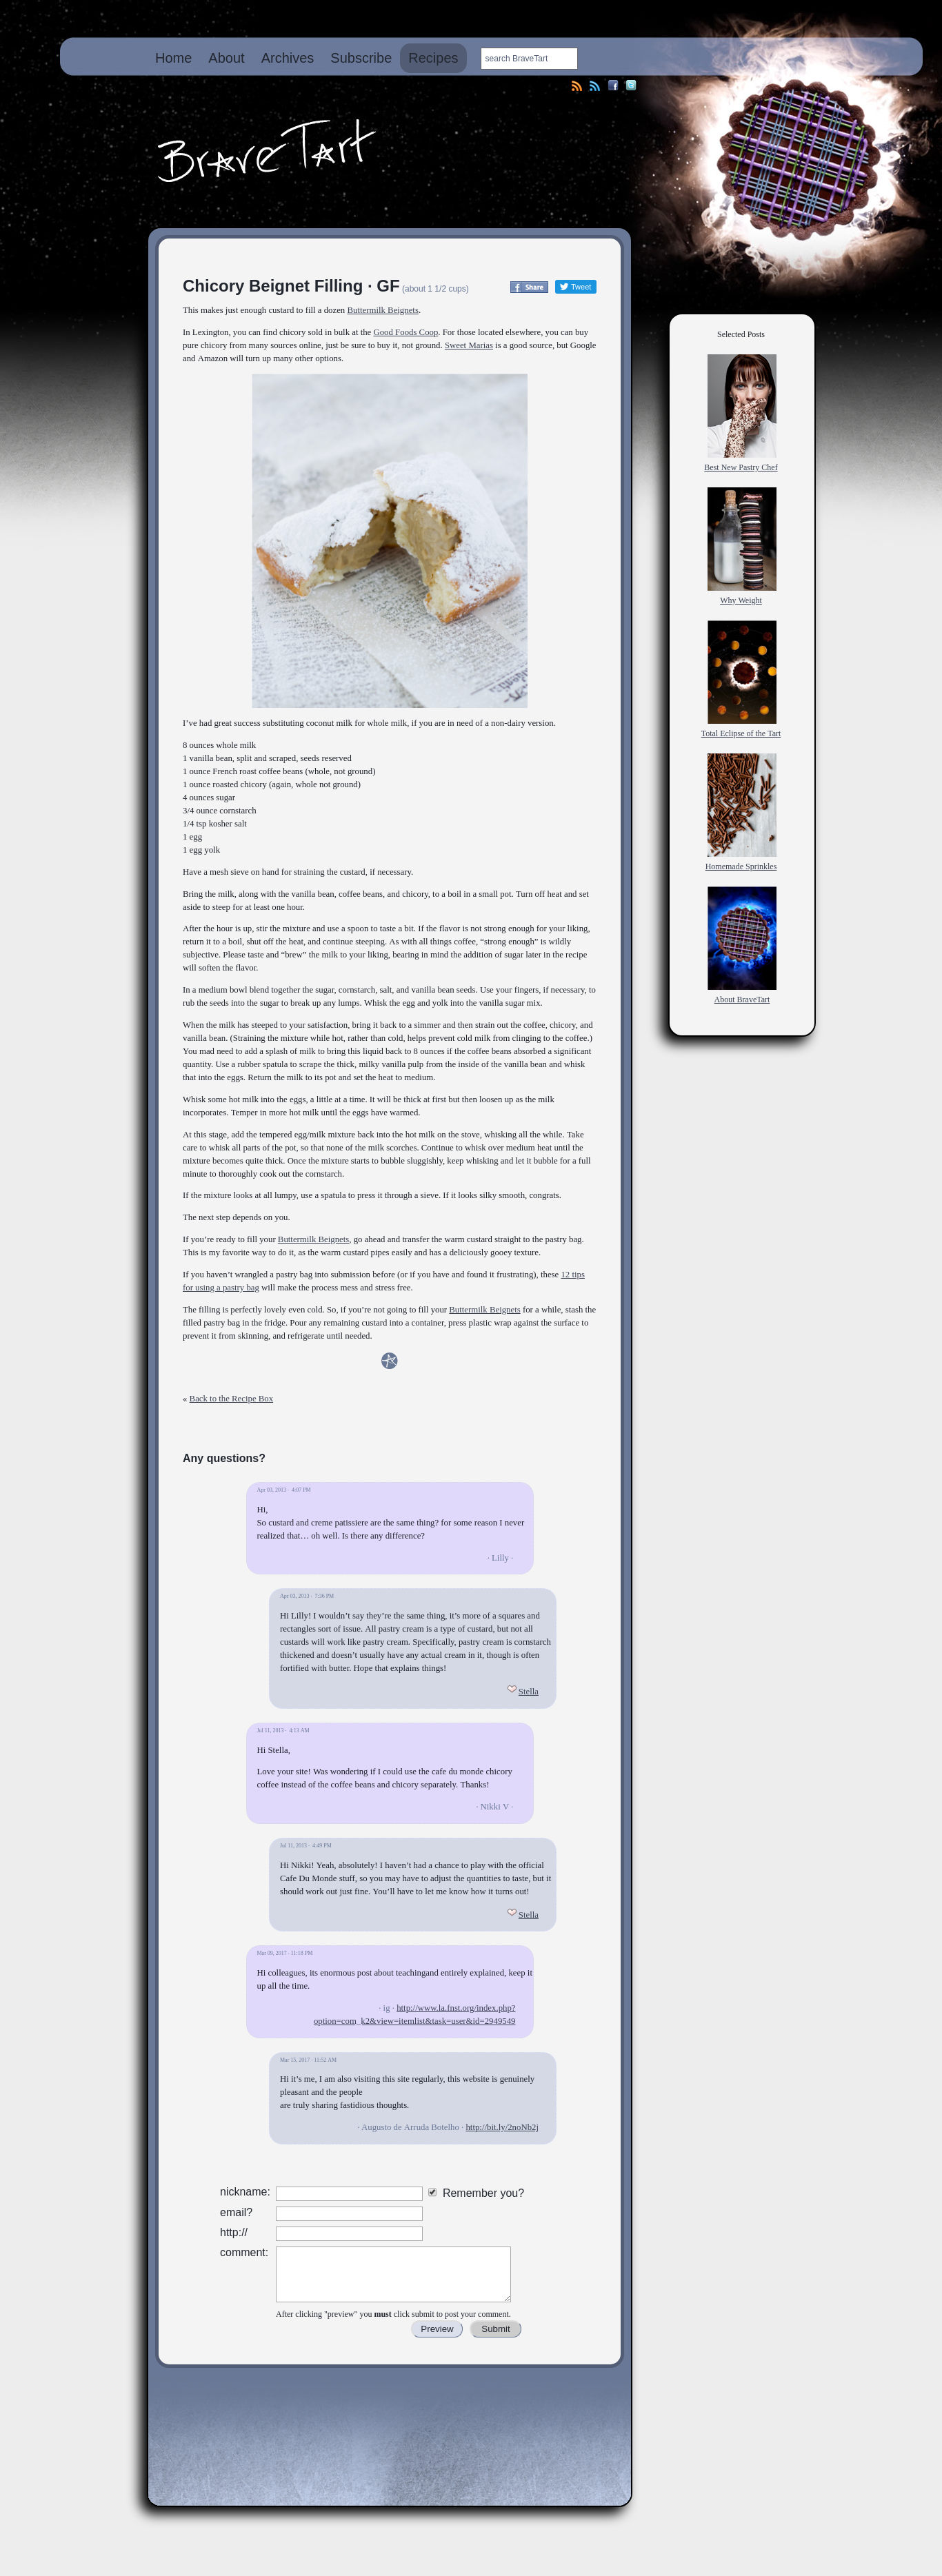 Home About Archives Subscribe Recipes search BraveTart
BraveTart
Chicory Beignet Filling · GF (about 1 1/2 cups) Share Tweet
This makes just enough custard to fill a dozen Buttermilk Beignets.
In Lexington, you can find chicory sold in bulk at the Good Foods Coop. For those located elsewhere, you can buy
pure chicory from many sources online, just be sure to buy it, not ground. Sweet Marias is a good source, but Google
and Amazon will turn up many other options.
I’ve had great success substituting coconut milk for whole milk, if you are in need of a non-dairy version.
8 ounces whole milk
1 vanilla bean, split and scraped, seeds reserved
1 ounce French roast coffee beans (whole, not ground)
1 ounce roasted chicory (again, whole not ground)
4 ounces sugar
3/4 ounce cornstarch
1/4 tsp kosher salt
1 egg
1 egg yolk
Have a mesh sieve on hand for straining the custard, if necessary.
Bring the milk, along with the vanilla bean, coffee beans, and chicory, to a boil in a small pot. Turn off heat and set
aside to steep for at least one hour.
After the hour is up, stir the mixture and use a spoon to taste a bit. If the flavor is not strong enough for your liking,
return it to a boil, shut off the heat, and continue steeping. As with all things coffee, “strong enough” is wildly
subjective. Please taste and “brew” the milk to your liking, bearing in mind the addition of sugar later in the recipe
will soften the flavor.
In a medium bowl blend together the sugar, cornstarch, salt, and vanilla bean seeds. Use your fingers, if necessary, to
rub the seeds into the sugar to break up any lumps. Whisk the egg and yolk into the vanilla sugar mix.
When the milk has steeped to your satisfaction, bring it back to a simmer and then strain out the coffee, chicory, and
vanilla bean. (Straining the mixture while hot, rather than cold, helps prevent cold milk from clinging to the coffee.)
You mad need to add a splash of milk to bring this liquid back to 8 ounces if the coffee beans absorbed a significant
quantity. Use a rubber spatula to scrape the thick, milky vanilla pulp from the inside of the vanilla bean and whisk
that into the eggs. Return the milk to its pot and set the heat to medium.
Whisk some hot milk into the eggs, a little at a time. It will be thick at first but then loosen up as the milk
incorporates. Temper in more hot milk until the eggs have warmed.
At this stage, add the tempered egg/milk mixture back into the hot milk on the stove, whisking all the while. Take
care to whisk all parts of the pot, so that none of the milk scorches. Continue to whisk over medium heat until the
mixture becomes quite thick. Once the mixture starts to bubble sluggishly, keep whisking and let it bubble for a full
minute to thoroughly cook out the cornstarch.
If the mixture looks at all lumpy, use a spatula to press it through a sieve. If it looks silky smooth, congrats.
The next step depends on you.
If you’re ready to fill your Buttermilk Beignets, go ahead and transfer the warm custard straight to the pastry bag.
This is my favorite way to do it, as the warm custard pipes easily and has a deliciously gooey texture.
If you haven’t wrangled a pastry bag into submission before (or if you have and found it frustrating), these 12 tips
for using a pastry bag will make the process mess and stress free.
The filling is perfectly lovely even cold. So, if you’re not going to fill your Buttermilk Beignets for a while, stash the
filled pastry bag in the fridge. Pour any remaining custard into a container, press plastic wrap against the surface to
prevent it from skinning, and refrigerate until needed.
« Back to the Recipe Box
Any questions?
Apr 03, 2013 · 4:07 PM
Hi,
So custard and creme patissiere are the same thing? for some reason I never
realized that… oh well. Is there any difference?
· Lilly ·
Apr 03, 2013 · 7:36 PM
Hi Lilly! I wouldn’t say they’re the same thing, it’s more of a squares and
rectangles sort of issue. All pastry cream is a type of custard, but not all
custards will work like pastry cream. Specifically, pastry cream is cornstarch
thickened and doesn’t usually have any actual cream in it, though is often
fortified with butter. Hope that explains things!
Stella
Jul 11, 2013 · 4:13 AM
Hi Stella,
Love your site! Was wondering if I could use the cafe du monde chicory
coffee instead of the coffee beans and chicory separately. Thanks!
· Nikki V ·
Jul 11, 2013 · 4:49 PM
Hi Nikki! Yeah, absolutely! I haven’t had a chance to play with the official
Cafe Du Monde stuff, so you may have to adjust the quantities to taste, but it
should work out just fine. You’ll have to let me know how it turns out!
Stella
Mar 09, 2017 · 11:18 PM
Hi colleagues, its enormous post about teachingand entirely explained, keep it
up all the time.
· ig · http://www.la.fnst.org/index.php?
option=com_k2&view=itemlist&task=user&id=2949549
Mar 15, 2017 · 11:52 AM
Hi it’s me, I am also visiting this site regularly, this website is genuinely
pleasant and the people
are truly sharing fastidious thoughts.
· Augusto de Arruda Botelho · http://bit.ly/2noNb2j
nickname: Remember you?
email?
http://
comment:
After clicking "preview" you must click submit to post your comment.
Preview Submit
Selected Posts
Best New Pastry Chef
Why Weight
Total Eclipse of the Tart
Homemade Sprinkles
About BraveTart